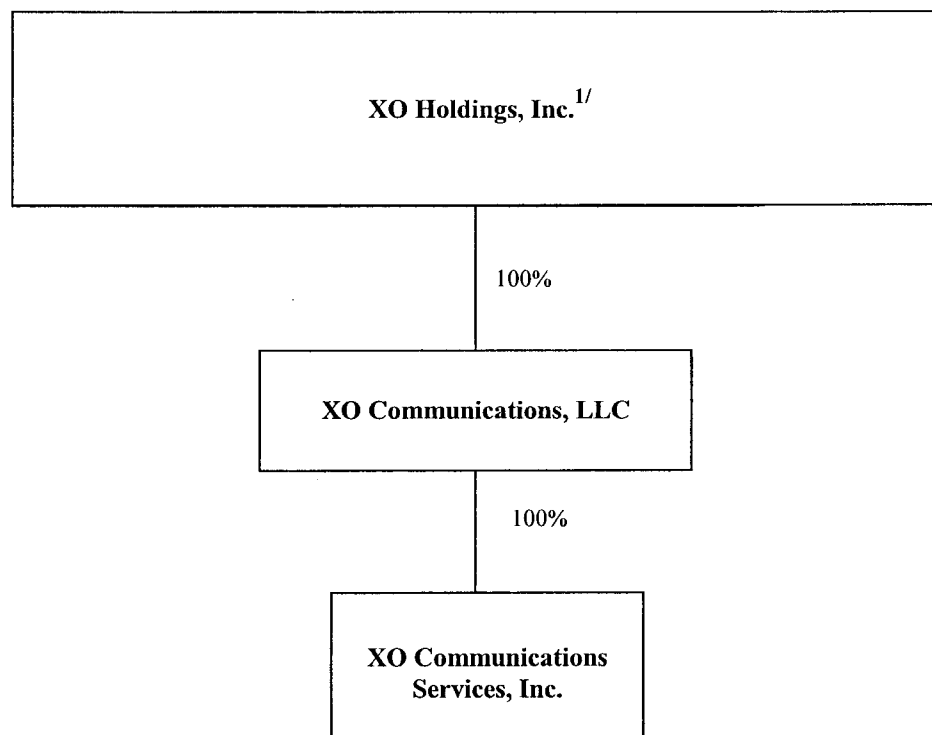 XO Holdings, Inc.1/
100%
XO Communications, LLC
100%
XO Communications
Services, Inc.